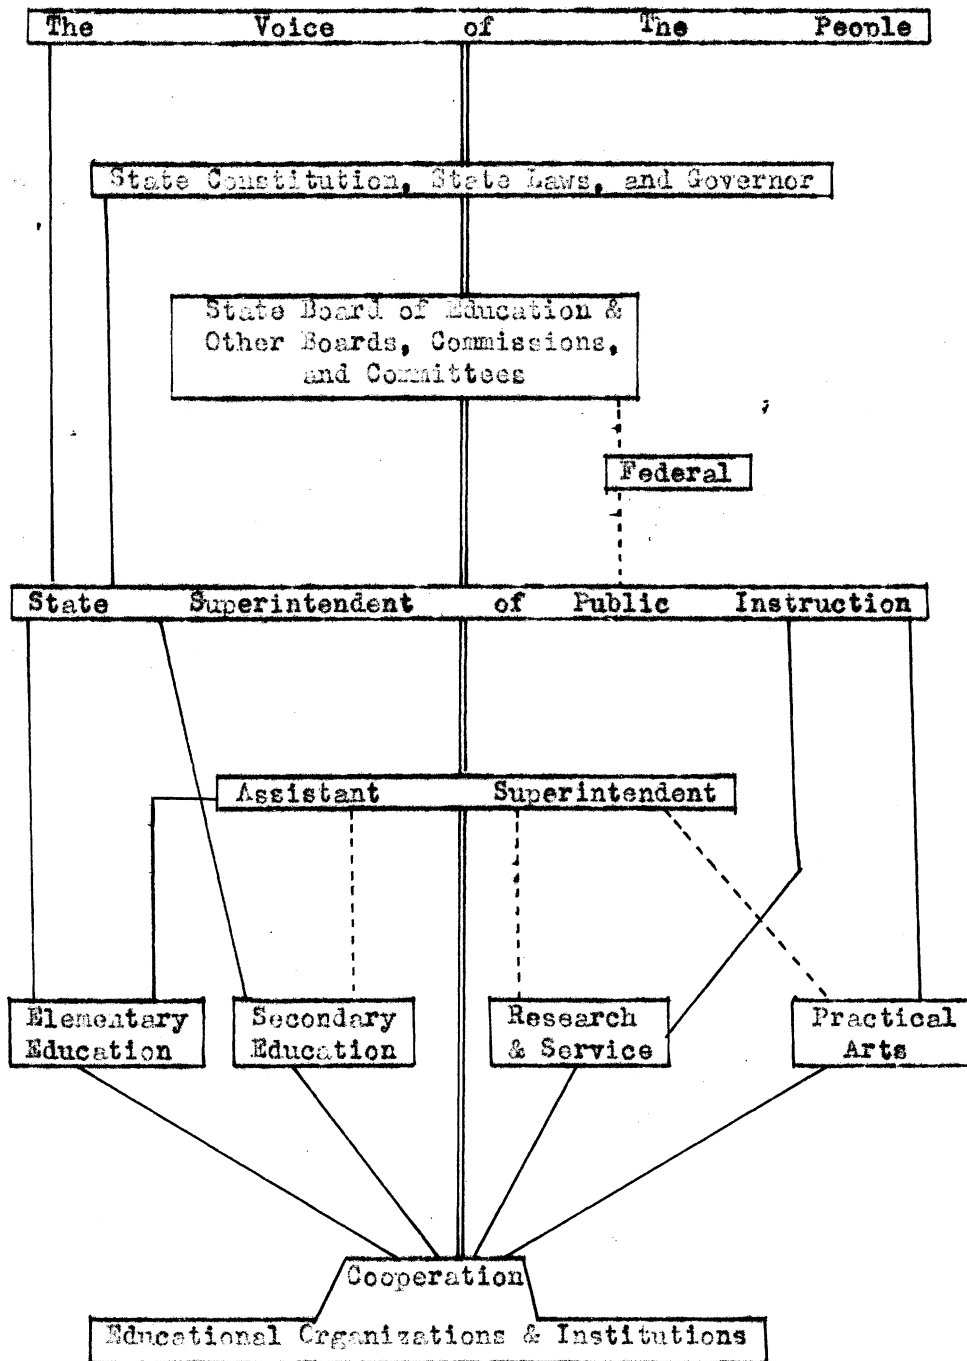 The Voice of The People
State Constitution, State Laws, and Governor
State Board of Education &
Other Boards, Commissions,
and Committees
Federal
State Superintendent of Public Instruction
Assistant Superintendent
Elementary
Education
Secondary
Education
Research
& Service
Practical
Arts
Cooperation
Educational Organizations & Institutions